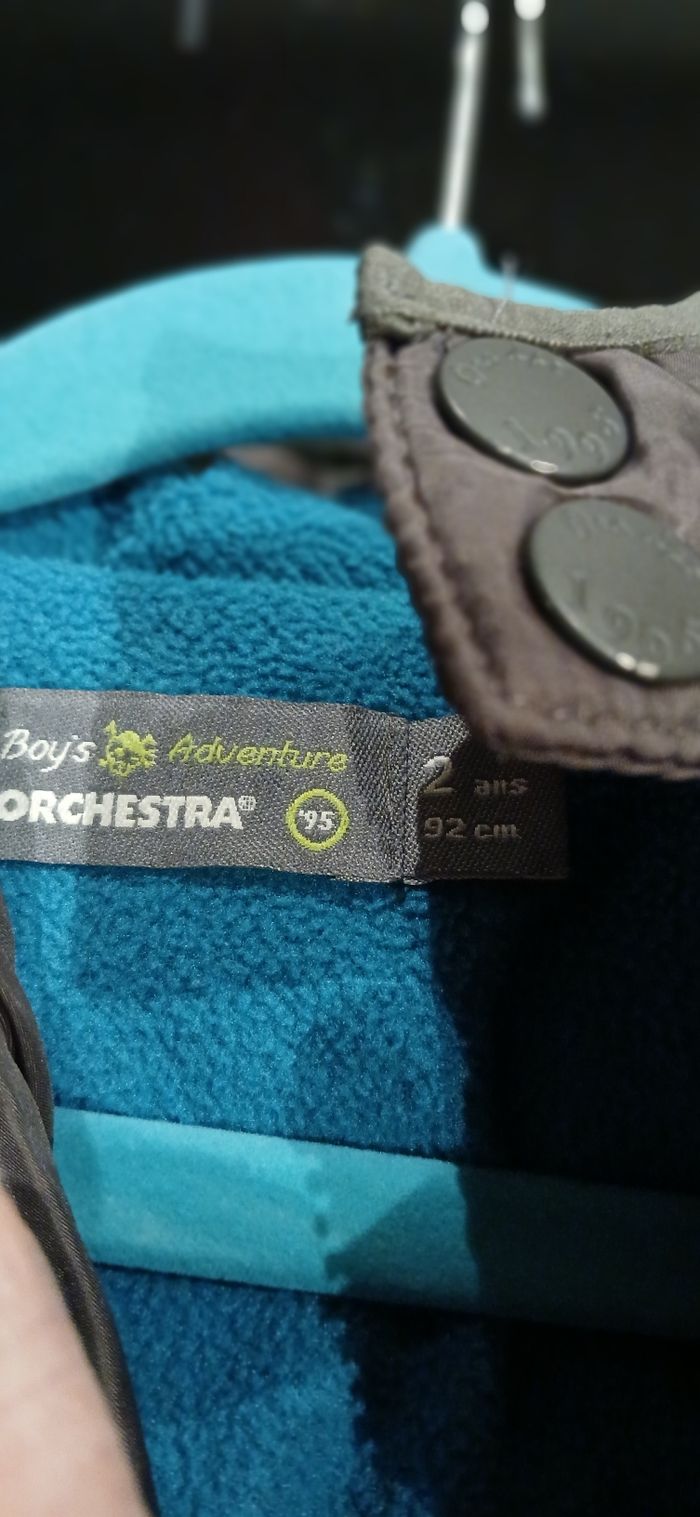 Boy's Adventure
ORCHESTRA® '95
2 ans
92 cm